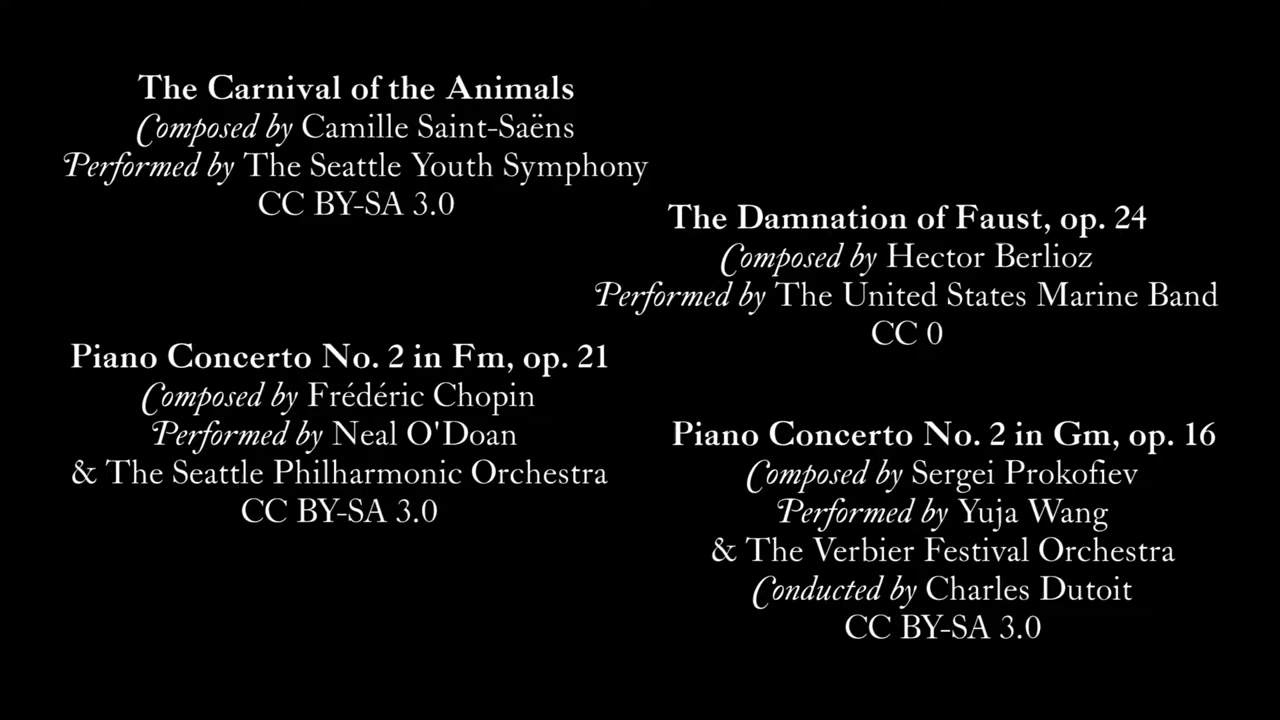 The Carnival of the Animals
Composed by Camille Saint-Saëns
Performed by The Seattle Youth Symphony
CC BY-SA 3.0
The Damnation of Faust, op. 24
Composed by Hector Berlioz
Performed by The United States Marine Band
CC 0
Piano Concerto No. 2 in Fm, op. 21
Composed by Frédéric Chopin
Performed by Neal O'Doan
& The Seattle Philharmonic Orchestra
CC BY-SA 3.0
Piano Concerto No. 2 in Gm, op. 16
Composed by Sergei Prokofiev
Performed by Yuja Wang
& The Verbier Festival Orchestra
Conducted by Charles Dutoit
CC BY-SA 3.0